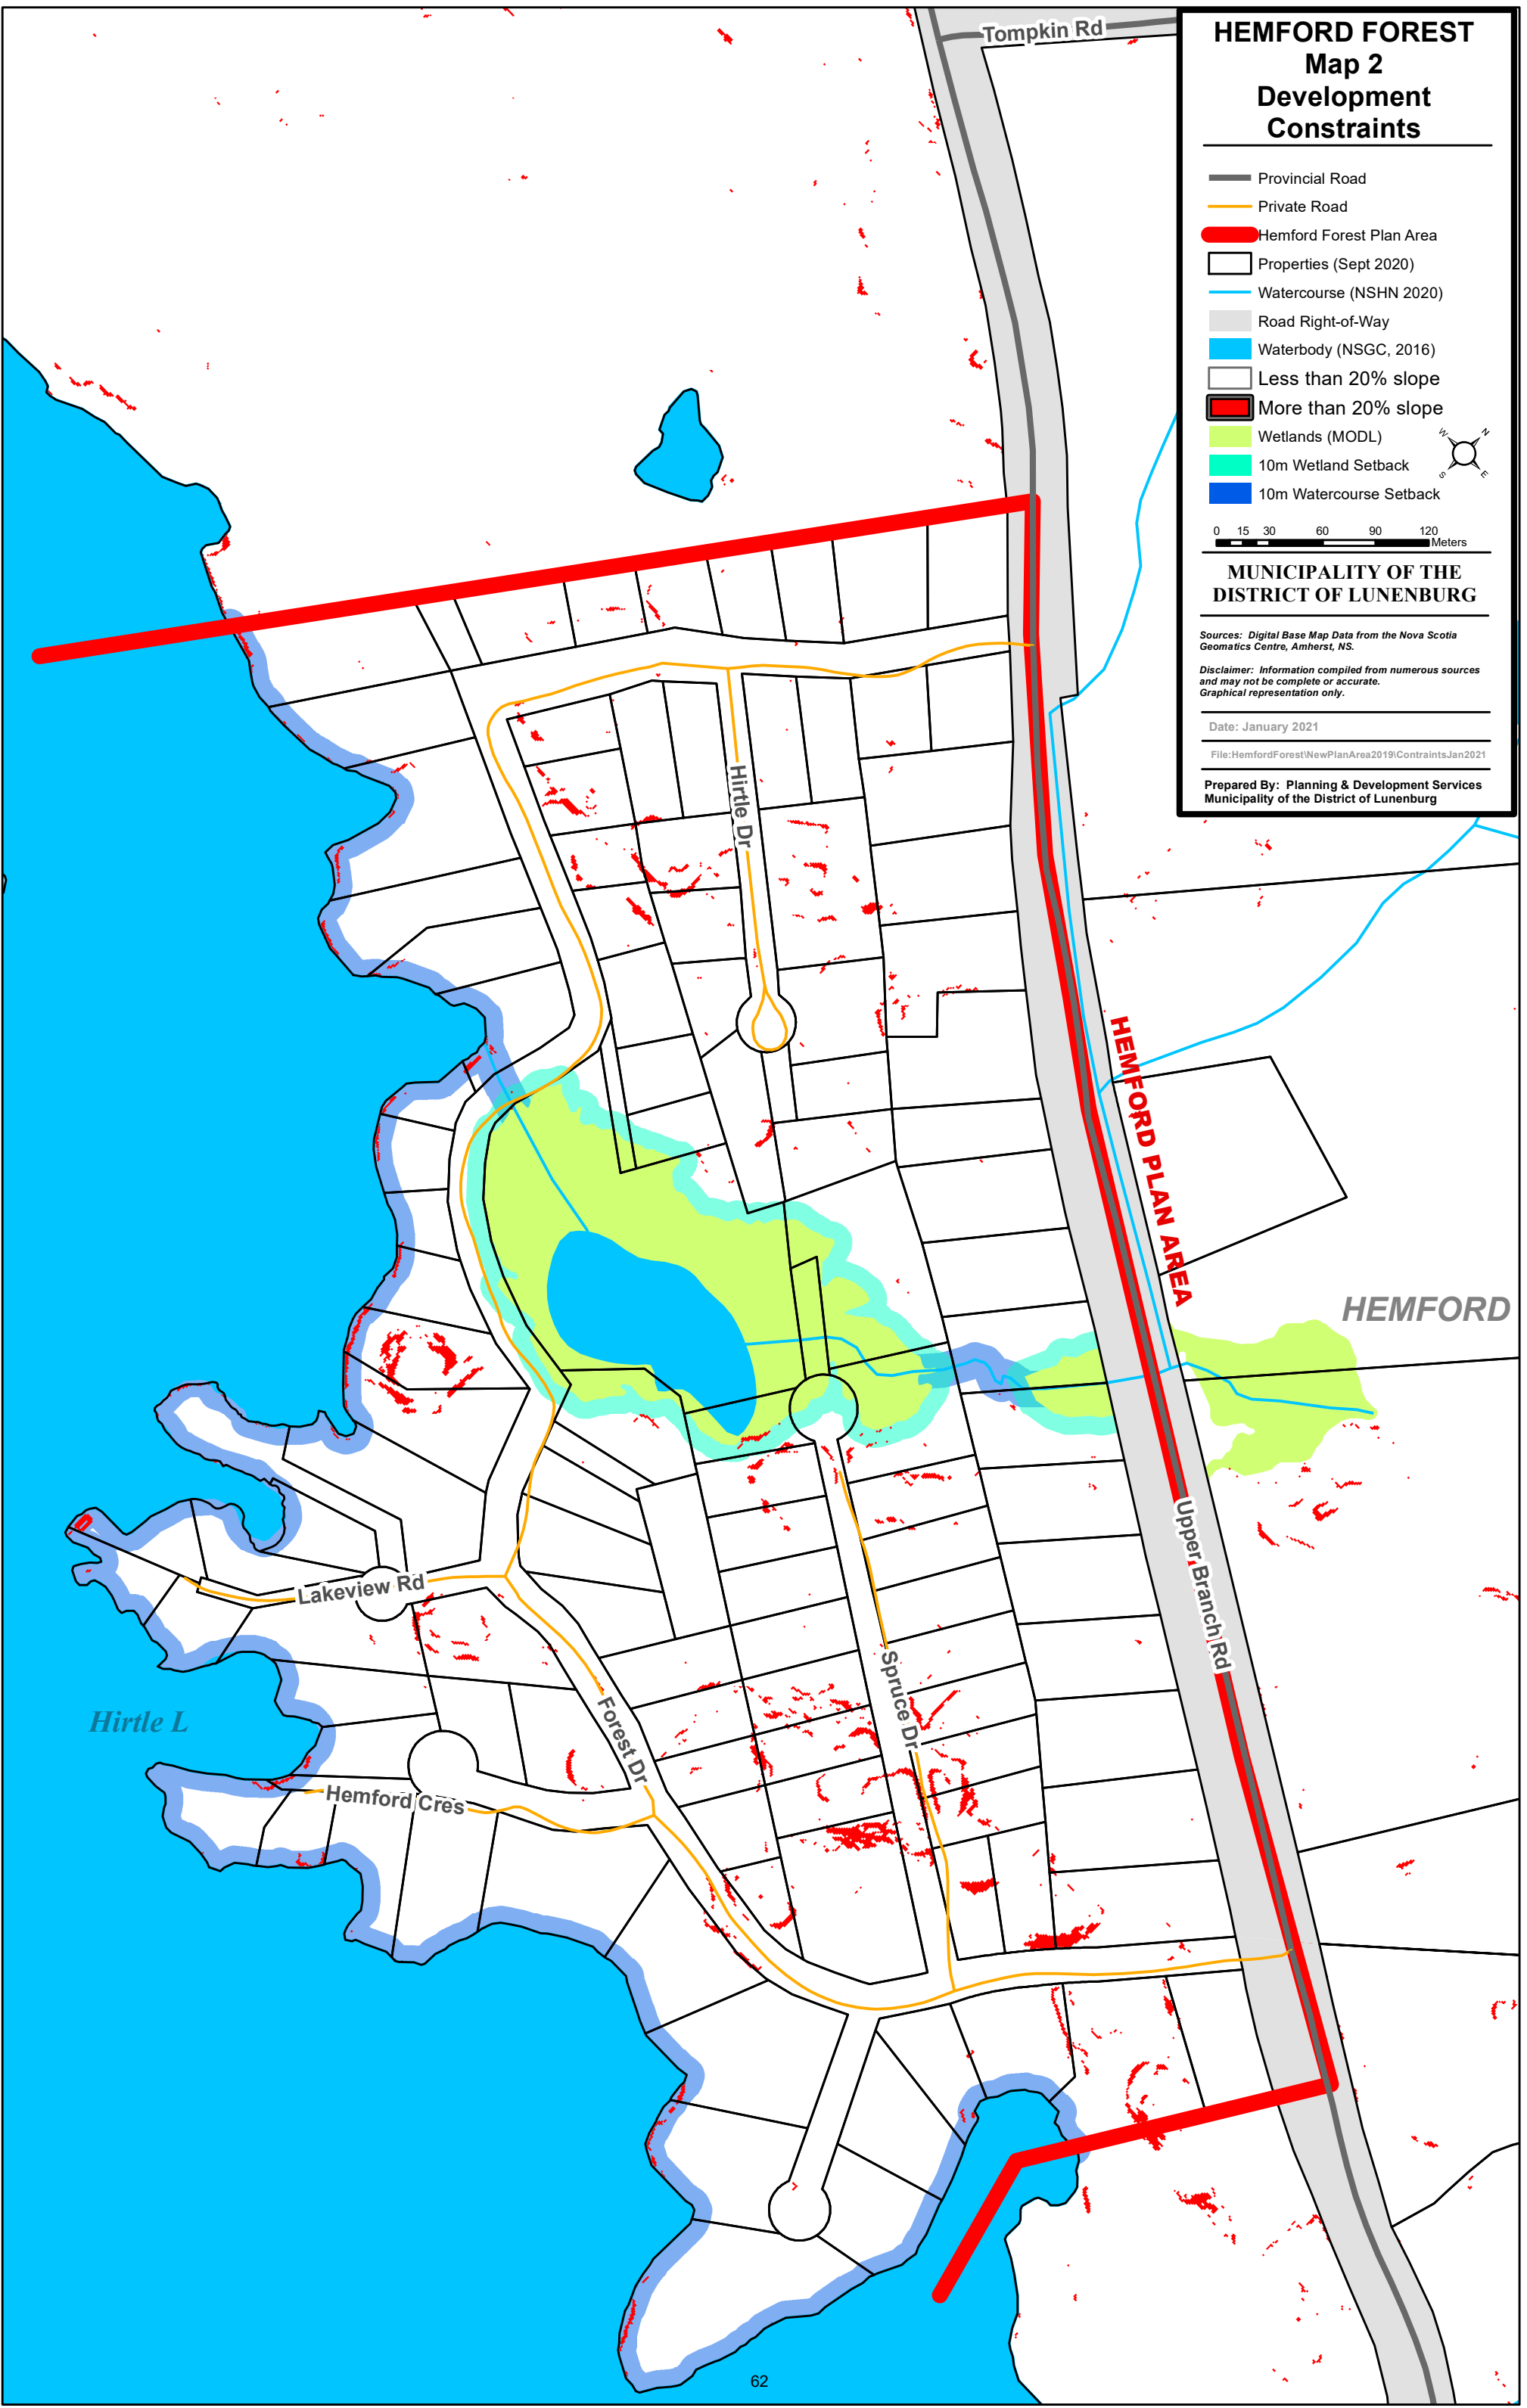 Tompkin Rd
HEMFORD FOREST
Map 2
Development
Constraints
Provincial Road
Private Road
Hemford Forest Plan Area
Properties (Sept 2020)
Watercourse (NSHN 2020)
Road Right-of-Way
Waterbody (NSGC, 2016)
Less than 20% slope
More than 20% slope
Wetlands (MODL)
10m Wetland Setback
10m Watercourse Setback
W N
S E
0 15 30 60 90 120
Meters
MUNICIPALITY OF THE
DISTRICT OF LUNENBURG
Sources: Digital Base Map Data from the Nova Scotia
Geomatics Centre, Amherst, NS.
Disclaimer: Information compiled from numerous sources
and may not be complete or accurate.
Graphical representation only.
Date: January 2021
File:HemfordForest\NewPlanArea2019\ContraintsJan2021
Prepared By: Planning & Development Services
Municipality of the District of Lunenburg
Hirtle Dr
HEMFORD PLAN AREA
HEMFORD
Upper Branch Rd
Lakeview Rd
Spruce Dr
Forest Dr
Hirtle L
Hemford Cres
62